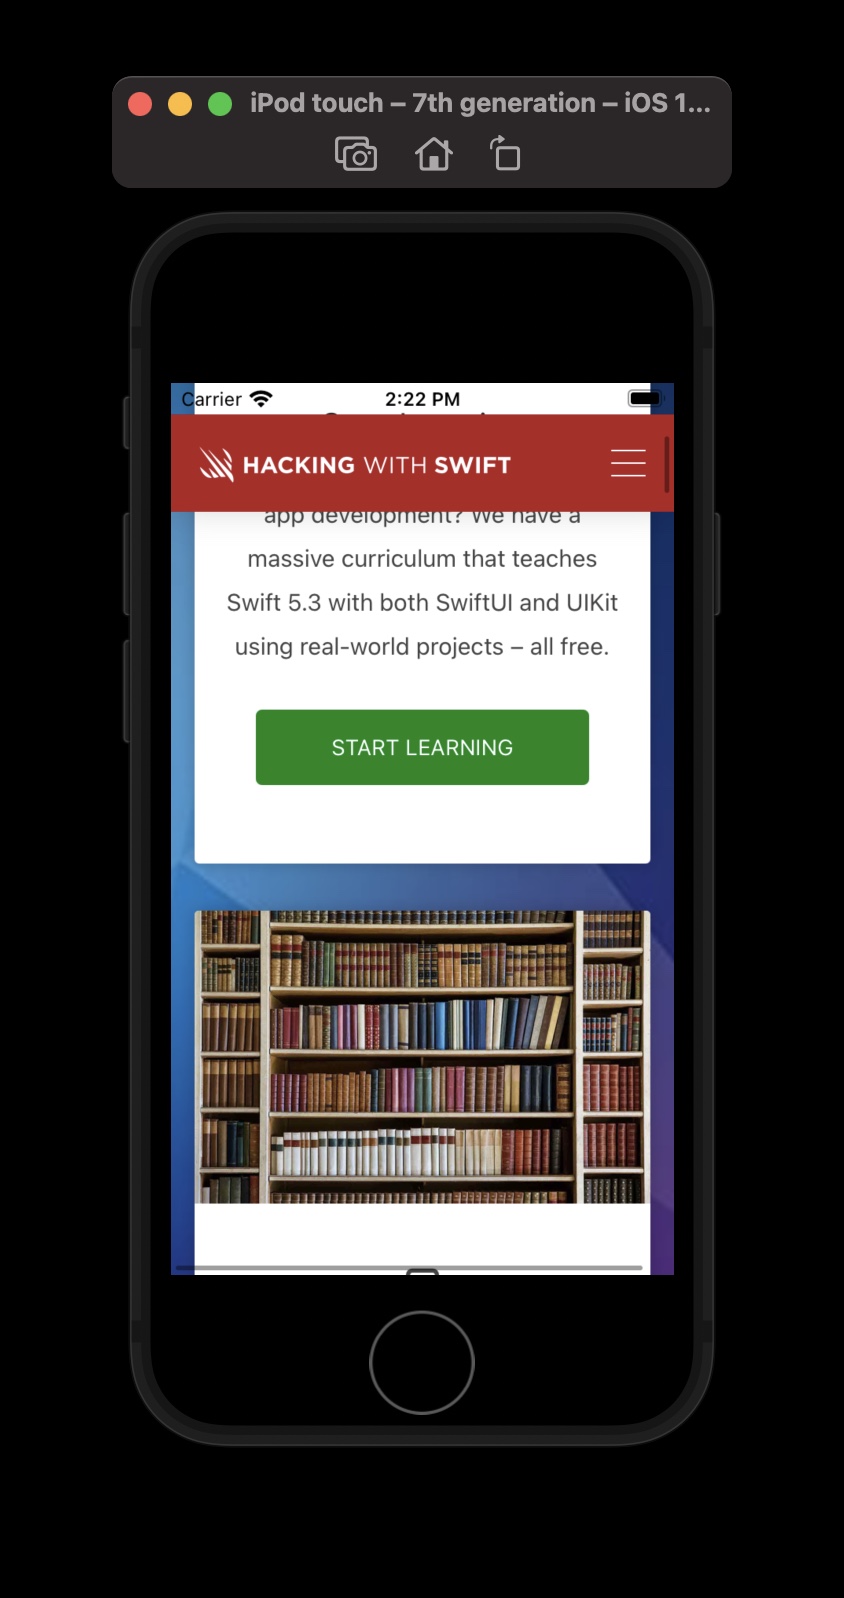 iPod touch – 7th generation – iOS 1...
Carrier 2:22 PM
HACKING WITH SWIFT
app development? We have a
massive curriculum that teaches
Swift 5.3 with both SwiftUI and UIKit
using real-world projects – all free.
START LEARNING